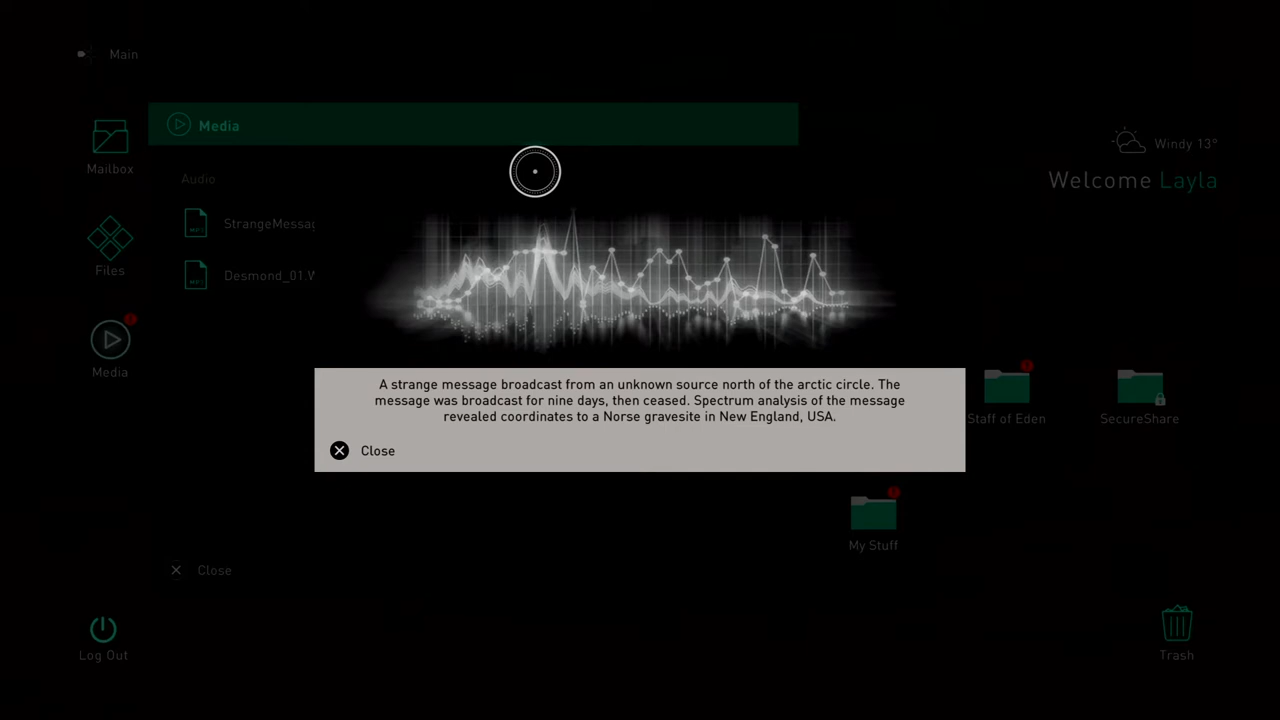 Main
Media
Mailbox
Windy 13°
Welcome Layla
Audio
StrangeMessag
Files
Desmond_01.W
Media
A strange message broadcast from an unknown source north of the arctic circle. The
message was broadcast for nine days, then ceased. Spectrum analysis of the message
revealed coordinates to a Norse gravesite in New England, USA.
Close
Staff of Eden
SecureShare
My Stuff
Close
Log Out
Trash